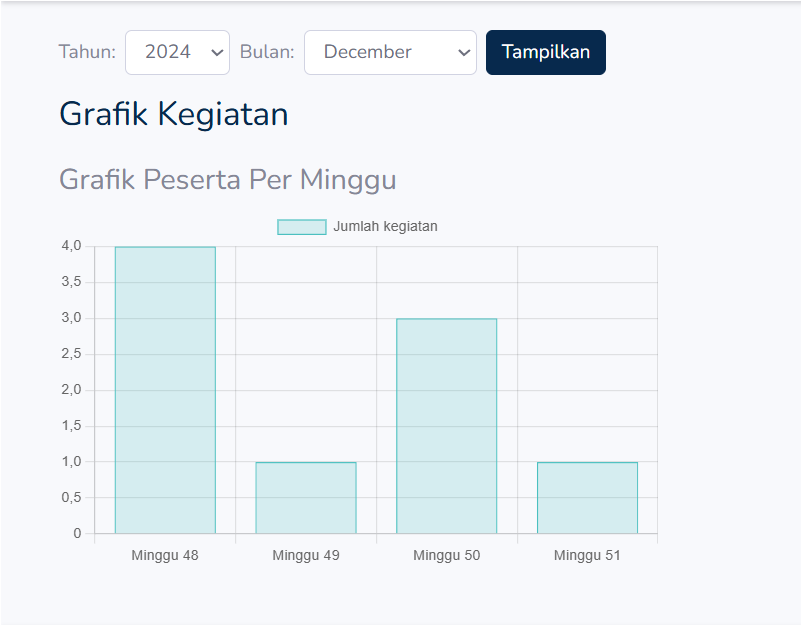 Tahun: 2024 Bulan: December Tampilkan
Grafik Kegiatan
Grafik Peserta Per Minggu
Jumlah kegiatan
4,0
3,5
3,0
2,5
2,0
1,5
1,0
0,5
0
Minggu 48 Minggu 49 Minggu 50 Minggu 51